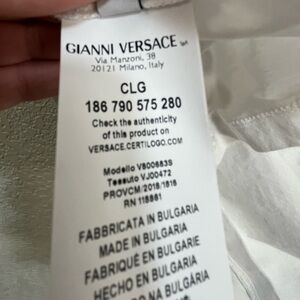 GIANNI VERSACE SpA
Via Manzoni, 38
20121 Milano, Italy
CLG
186 790 575 280
Check the authenticity
of this product on
VERSACE.CERTILOGO.COM
Modello V800683S
Tessuto VJ00472
PROVCM/2018/1816
RN 118861
FABBRICATA IN BULGARIA
MADE IN BULGARIA
FABRIQUÉ EN BULGARIE
HECHO EN BULGARIA